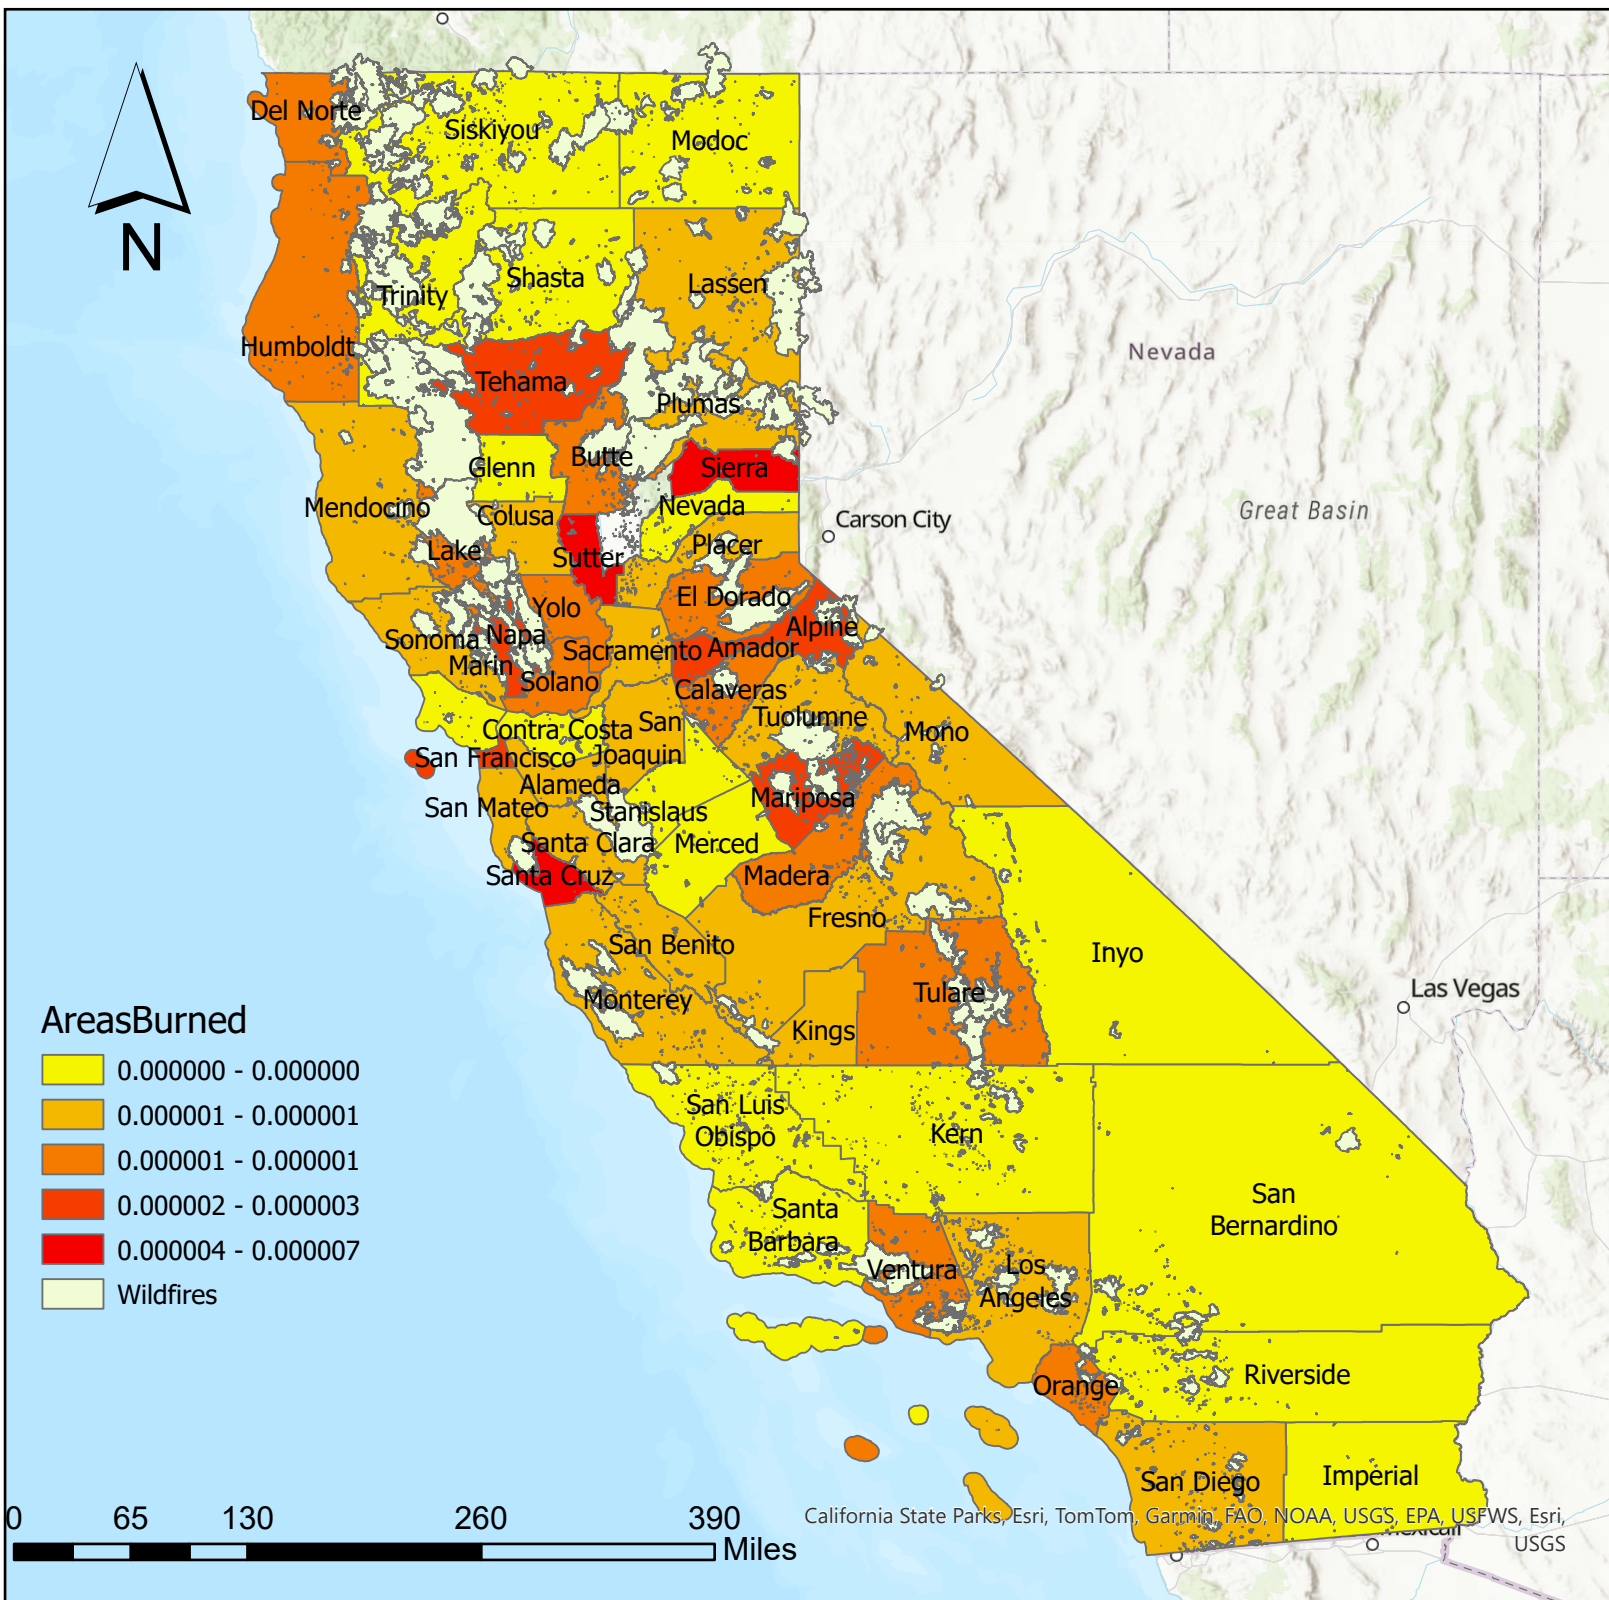 Del Norte
Siskiyou
Modoc
N
Shasta
Lassen
Trinity
Humboldt
Nevada
Tehama
Plumas
Butte
Glenn
Sierra
Mendocino
Colusa
Nevada
Great Basin
Carson City
Placer
Lake
Sutter
El Dorado
Yolo
Alpine
Napa
Sonoma
Sacramento
Amador
Marin
Solano
Calaveras
Tuolumne
San
Joaquin
Contra Costa
Mono
San Francisco
Alameda
Mariposa
San Mateo
Stanislaus
Santa Clara
Merced
Santa Cruz
Madera
Fresno
San Benito
Inyo
Las Vegas
Tulare
Monterey
Kings
AreasBurned
0.000000 - 0.000000
0.000001 - 0.000001
0.000001 - 0.000001
0.000002 - 0.000003
0.000004 - 0.000007
Wildfires
San Luis
Obispo
Kern
San
Bernardino
Santa
Barbara
Ventura
Los
Angeles
Riverside
Orange
San Diego
Imperial
0 65 130 260 390
Miles
California State Parks, Esri, TomTom, Garmin, FAO, NOAA, USGS, EPA, USFWS, Esri,
USGS